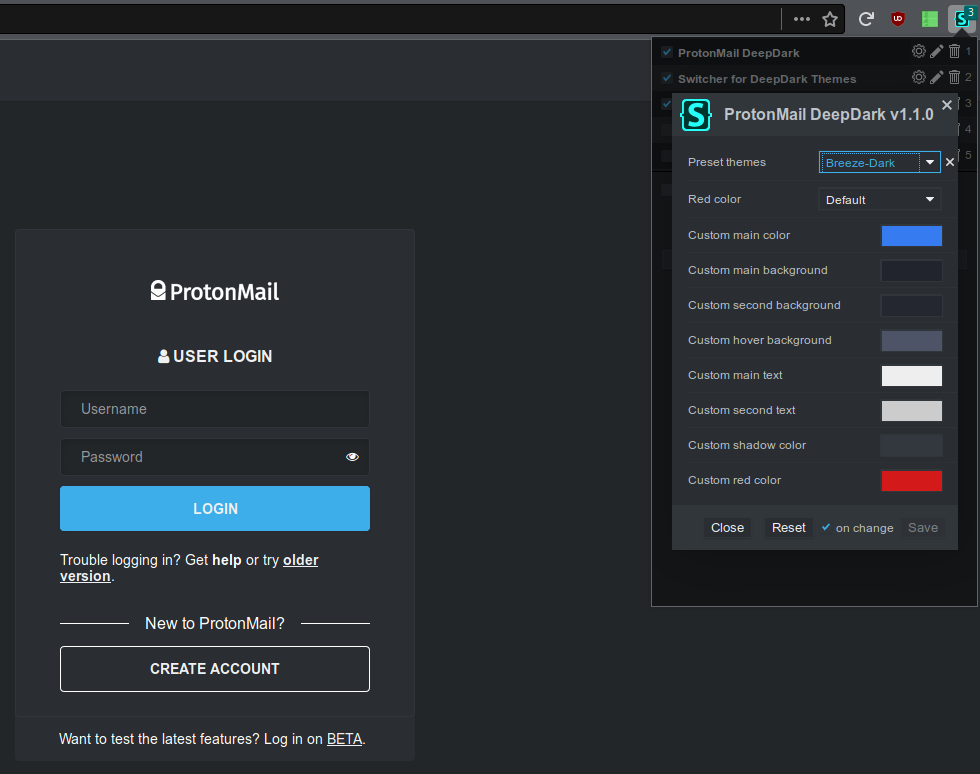 3
ProtonMail DeepDark 1
Switcher for DeepDark Themes 2
3
4
5
ProtonMail DeepDark v1.1.0
Preset themes Breeze-Dark
Red color Default
Custom main color
Custom main background
Custom second background
Custom hover background
Custom main text
Custom second text
Custom shadow color
Custom red color
Close Reset on change Save
ProtonMail
USER LOGIN
Username
Password
LOGIN
Trouble logging in? Get help or try older
version.
New to ProtonMail?
CREATE ACCOUNT
Want to test the latest features? Log in on BETA.